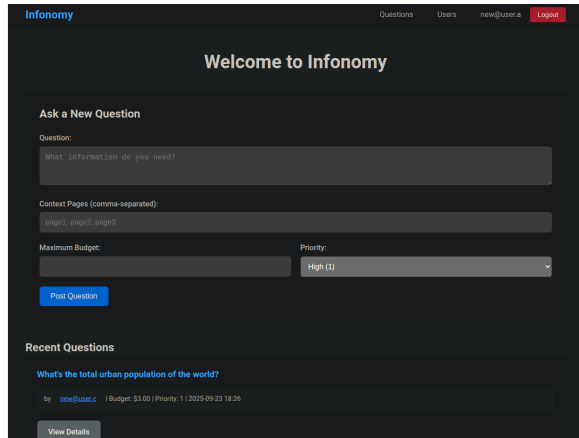 Infonomy
Questions Users new@user.a Logout
Welcome to Infonomy
Ask a New Question
Question:
What information do you need?
Context Pages (comma-separated):
page1, page2, page3
Maximum Budget: Priority:
High (1)
Post Question
Recent Questions
What's the total urban population of the world?
by new@user.c | Budget: $3.00 | Priority: 1 | 2025-09-23 18:26
View Details